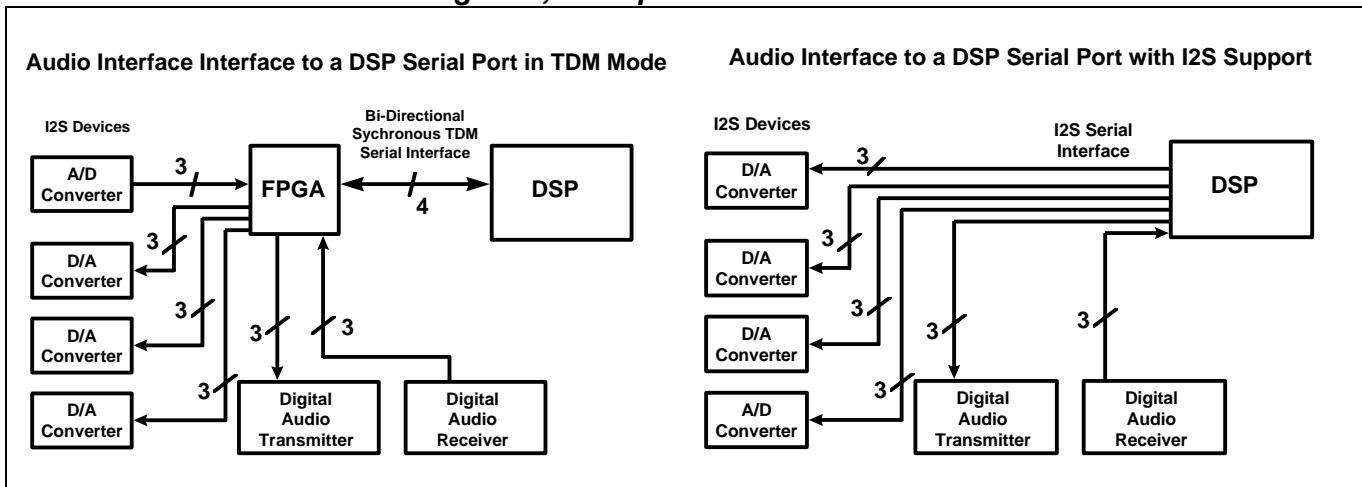 Audio Interface Interface to a DSP Serial Port in TDM Mode
I2S Devices
Bi-Directional
Sychronous TDM
Serial Interface
A/D
Converter
3
FPGA
4
DSP
3
D/A
Converter
3
D/A
Converter
3
3
3
D/A
Converter
Digital
Audio
Transmitter
Digital
Audio
Receiver
Audio Interface to a DSP Serial Port with I2S Support
I2S Devices
I2S Serial
Interface
D/A
Converter
3
DSP
3
D/A
Converter
3
D/A
Converter
3
3
3
A/D
Converter
Digital
Audio
Transmitter
Digital
Audio
Receiver